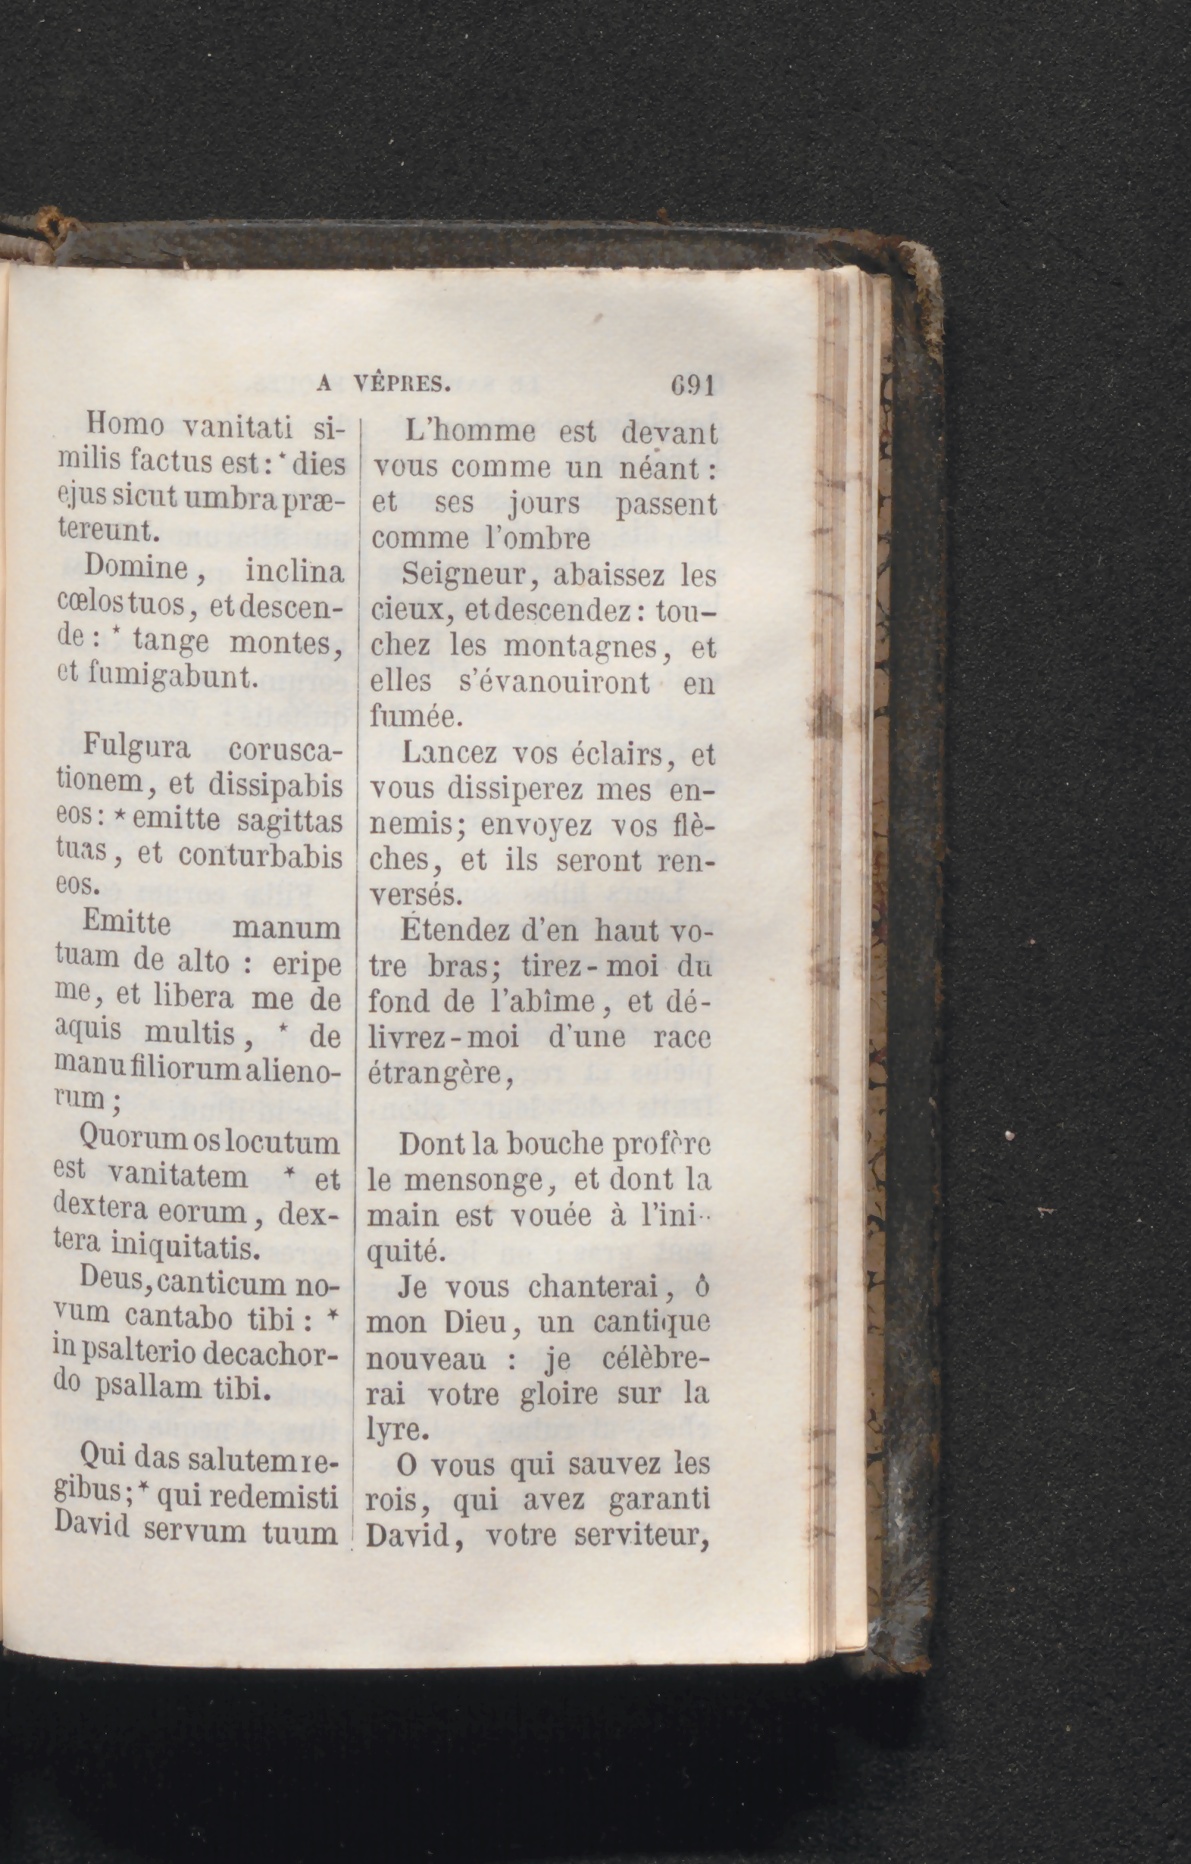 A VÊPRES. 691
Homo vanitati si-
milis factus est : * dies
ejus sicut umbra præ-
tereunt.
Domine, inclina
cœlos tuos, et descen-
de : * tange montes,
et fumigabunt.
Fulgura corusca-
tionem, et dissipabis
eos : * emitte sagittas
tuas, et conturbabis
eos.
Emitte manum
tuam de alto : eripe
me, et libera me de
aquis multis, * de
manu filiorum alieno-
rum ;
Quorum os locutum
est vanitatem * et
dextera eorum, dex-
tera iniquitatis.
Deus, canticum no-
vum cantabo tibi : *
in psalterio decachor-
do psallam tibi.
Qui das salutem re-
gibus ; * qui redemisti
David servum tuum
L'homme est devant
vous comme un néant :
et ses jours passent
comme l'ombre
Seigneur, abaissez les
cieux, et descendez : tou-
chez les montagnes, et
elles s'évanouiront en
fumée.
Lancez vos éclairs, et
vous dissiperez mes en-
nemis; envoyez vos flè-
ches, et ils seront ren-
versés.
Étendez d'en haut vo-
tre bras; tirez-moi du
fond de l'abîme, et dé-
livrez-moi d'une race
étrangère,
Dont la bouche profère
le mensonge, et dont la
main est vouée à l'ini-
quité.
Je vous chanterai, ô
mon Dieu, un cantique
nouveau : je célèbre-
rai votre gloire sur la
lyre.
O vous qui sauvez les
rois, qui avez garanti
David, votre serviteur,